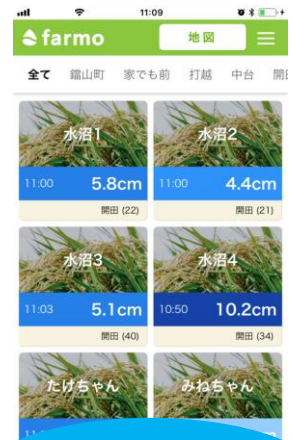 11:09
farmo
地図
全て 鐺山町 家でも前 打越 中台
水沼1
水沼2
11:00 5.8cm
11:00 4.4cm
開田 (22)
開田 (21)
水沼3
水沼4
11:03 5.1cm
10:50 10.2cm
開田 (40)
開田 (34)
たけちゃん
みねちゃん